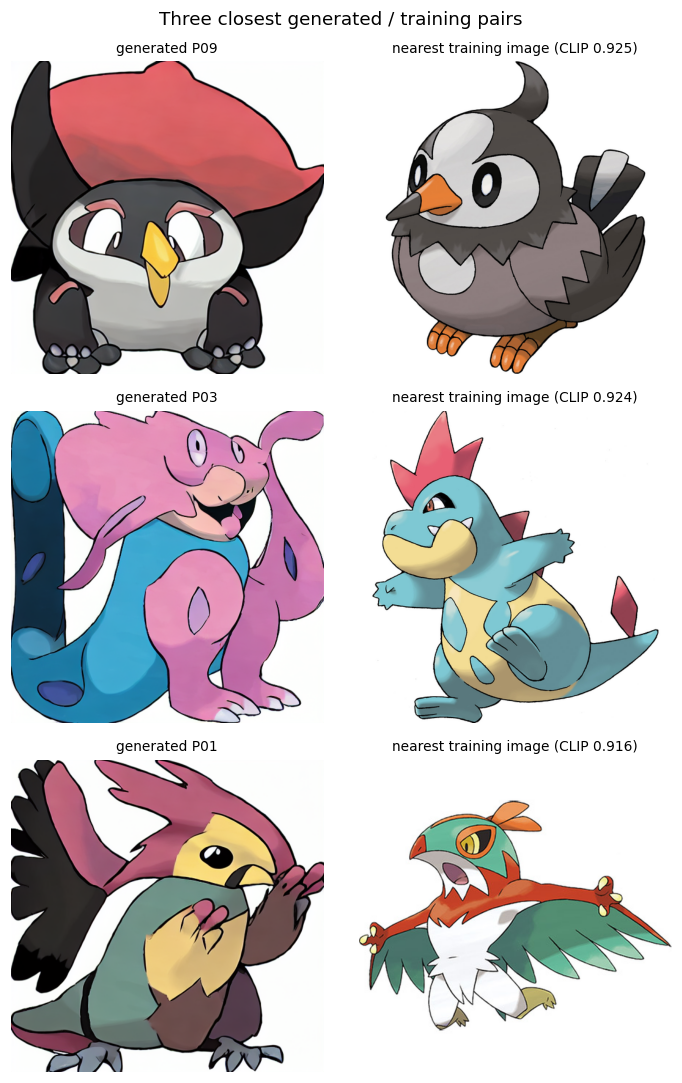 Three closest generated / training pairs
generated P09
nearest training image (CLIP 0.925)
generated P03
nearest training image (CLIP 0.924)
generated P01
nearest training image (CLIP 0.916)